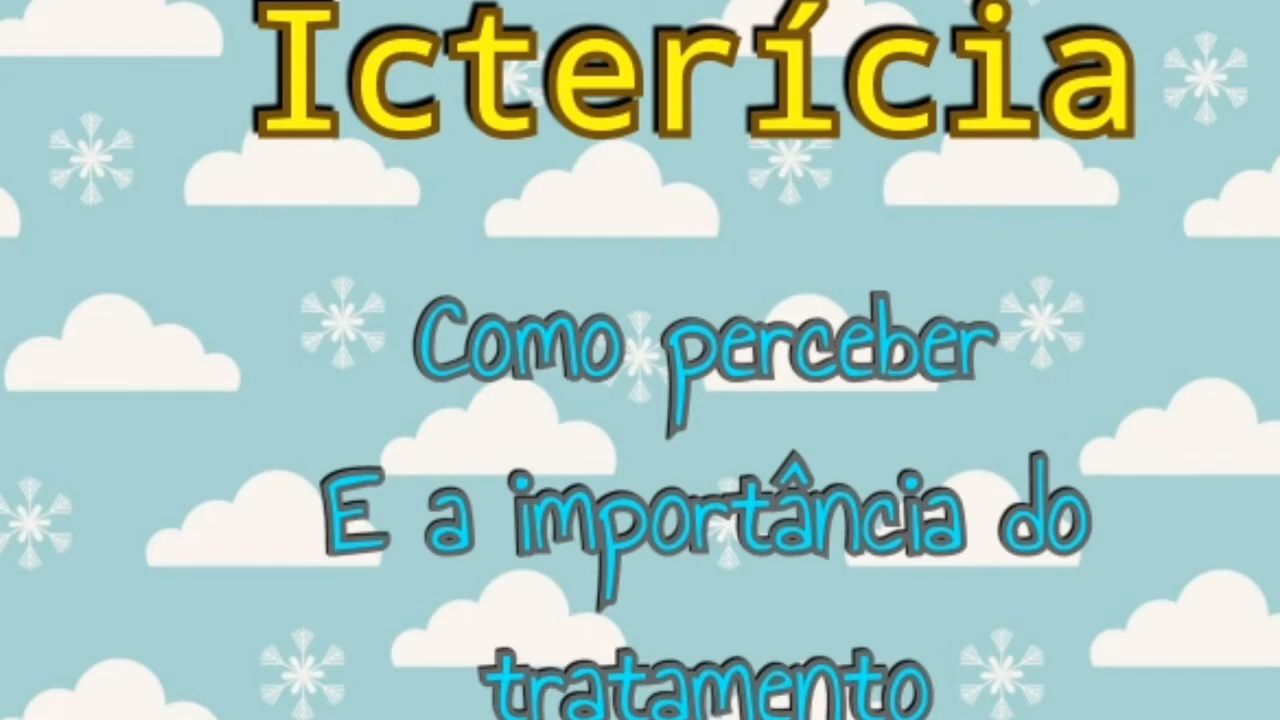 Icterícia
Como perceber
E a importância do
tratamento